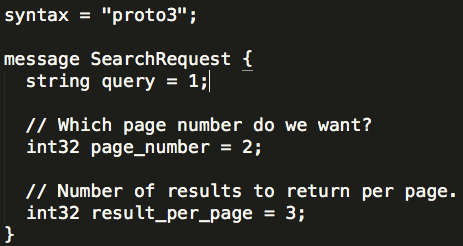 syntax = "proto3";
message SearchRequest {
string query = 1;
// Which page number do we want?
int32 page_number = 2;
// Number of results to return per page.
int32 result_per_page = 3;
}